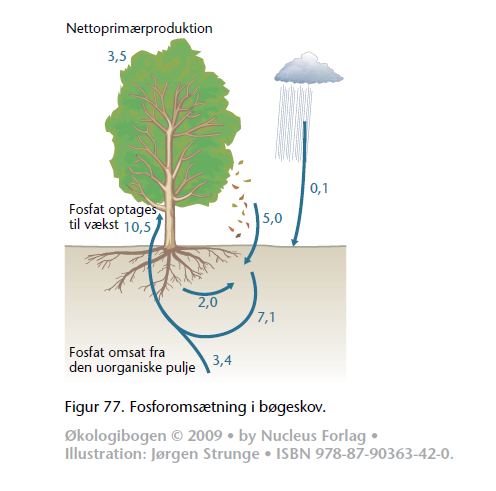 Nettoprimærproduktion
3,5
0,1
Fosfat optages
til vækst 10,5
5,0
2,0
7,1
Fosfat omsat fra
den uorganiske pulje
3,4
Figur 77. Fosforomsætning i bøgeskov.
Økologibogen © 2009 • by Nucleus Forlag •
Illustration: Jørgen Strunge • ISBN 978-87-90363-42-0.